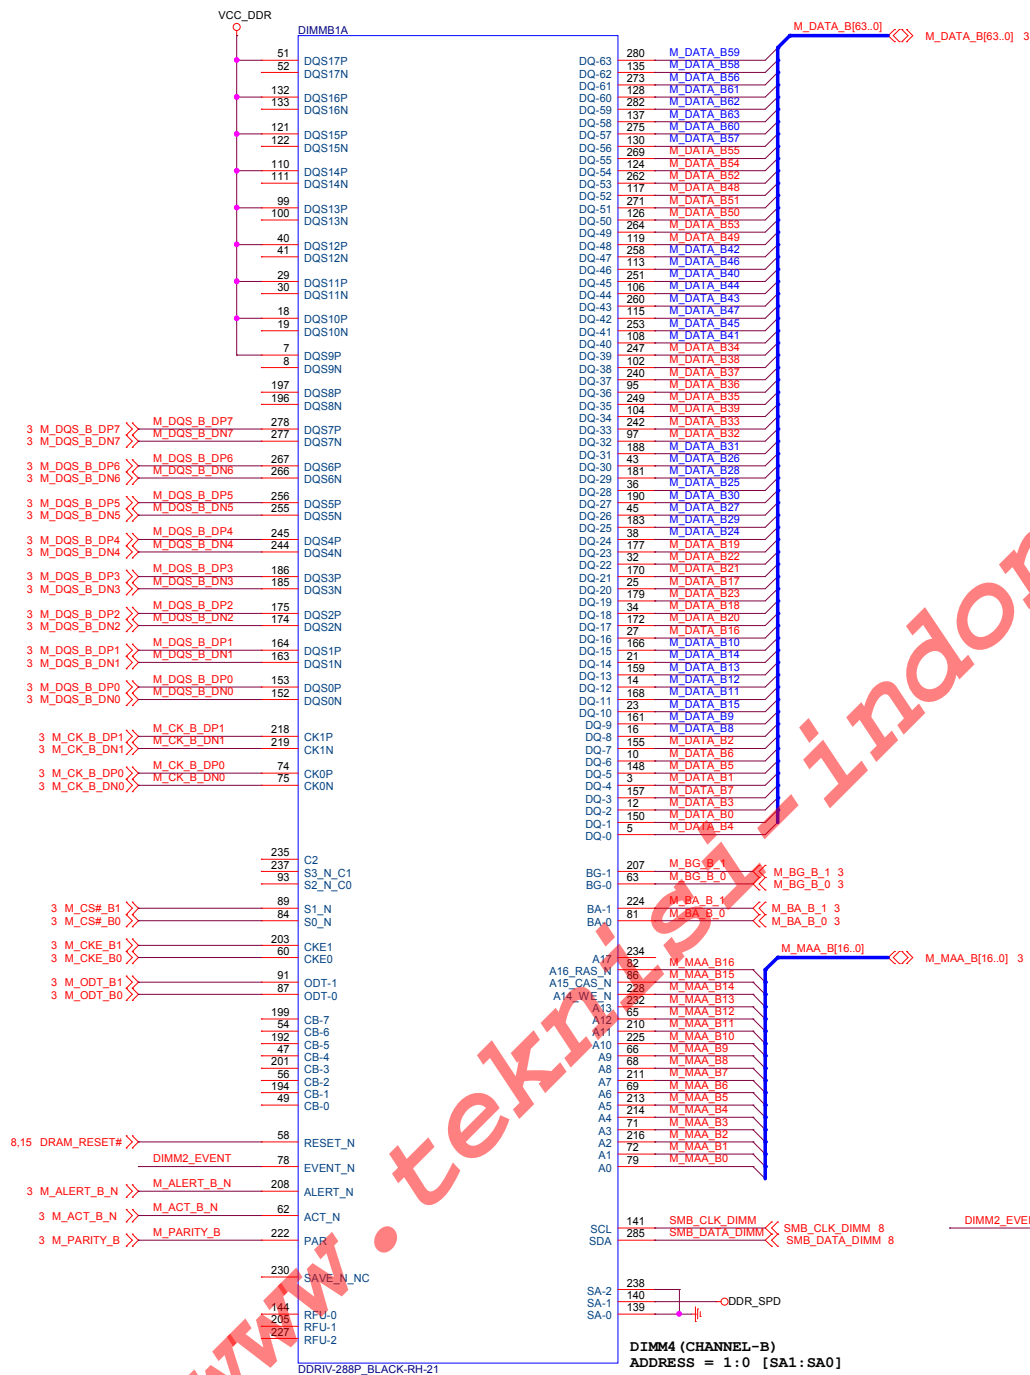 VCC_DDR
DIMMB1A
M_DATA_B[63..0]
M_DATA_B[63..0] 3
51 DQS17P
52 DQS17N
132 DQS16P
133 DQS16N
121 DQS15P
122 DQS15N
110 DQS14P
111 DQS14N
99 DQS13P
100 DQS13N
40 DQS12P
41 DQS12N
29 DQS11P
30 DQS11N
18 DQS10P
19 DQS10N
7 DQS9P
8 DQS9N
197 DQS8P
196 DQS8N
3 M_DQS_B_DP7 M_DQS_B_DP7 278 DQS7P
3 M_DQS_B_DN7 M_DQS_B_DN7 277 DQS7N
3 M_DQS_B_DP6 M_DQS_B_DP6 267 DQS6P
3 M_DQS_B_DN6 M_DQS_B_DN6 266 DQS6N
3 M_DQS_B_DP5 M_DQS_B_DP5 256 DQS5P
3 M_DQS_B_DN5 M_DQS_B_DN5 255 DQS5N
3 M_DQS_B_DP4 M_DQS_B_DP4 245 DQS4P
3 M_DQS_B_DN4 M_DQS_B_DN4 244 DQS4N
3 M_DQS_B_DP3 M_DQS_B_DP3 186 DQS3P
3 M_DQS_B_DN3 M_DQS_B_DN3 185 DQS3N
3 M_DQS_B_DP2 M_DQS_B_DP2 175 DQS2P
3 M_DQS_B_DN2 M_DQS_B_DN2 174 DQS2N
3 M_DQS_B_DP1 M_DQS_B_DP1 164 DQS1P
3 M_DQS_B_DN1 M_DQS_B_DN1 163 DQS1N
3 M_DQS_B_DP0 M_DQS_B_DP0 153 DQS0P
3 M_DQS_B_DN0 M_DQS_B_DN0 152 DQS0N
3 M_CK_B_DP1 M_CK_B_DP1 218 CK1P
3 M_CK_B_DN1 M_CK_B_DN1 219 CK1N
3 M_CK_B_DP0 M_CK_B_DP0 74 CK0P
3 M_CK_B_DN0 M_CK_B_DN0 75 CK0N
235 C2
237 S3_N_C1
93 S2_N_C0
3 M_CS#_B1 89 S1_N
3 M_CS#_B0 84 S0_N
3 M_CKE_B1 203 CKE1
3 M_CKE_B0 60 CKE0
3 M_ODT_B1 91 ODT-1
3 M_ODT_B0 87 ODT-0
199 CB-7
54 CB-6
192 CB-5
47 CB-4
201 CB-3
56 CB-2
194 CB-1
49 CB-0
8,15 DRAM_RESET# 58 RESET_N
DIMM2_EVENT 78 EVENT_N
3 M_ALERT_B_N M_ALERT_B_N 208 ALERT_N
3 M_ACT_B_N M_ACT_B_N 62 ACT_N
3 M_PARITY_B M_PARITY_B 222 PAR
230 SAVE_N_NC
144 RFU-0
205 RFU-1
227 RFU-2
DDRIV-288P_BLACK-RH-21
DQ-63 280 M_DATA_B59
DQ-62 135 M_DATA_B58
DQ-61 273 M_DATA_B56
DQ-60 128 M_DATA_B61
DQ-59 282 M_DATA_B62
DQ-58 137 M_DATA_B63
DQ-57 275 M_DATA_B60
DQ-56 130 M_DATA_B57
DQ-55 269 M_DATA_B55
DQ-54 124 M_DATA_B54
DQ-53 262 M_DATA_B52
DQ-52 117 M_DATA_B48
DQ-51 271 M_DATA_B51
DQ-50 126 M_DATA_B50
DQ-49 264 M_DATA_B53
DQ-48 119 M_DATA_B49
DQ-47 258 M_DATA_B42
DQ-46 113 M_DATA_B46
DQ-45 251 M_DATA_B40
DQ-44 106 M_DATA_B44
DQ-43 260 M_DATA_B43
DQ-42 115 M_DATA_B47
DQ-41 253 M_DATA_B45
DQ-40 108 M_DATA_B41
DQ-39 247 M_DATA_B34
DQ-38 102 M_DATA_B38
DQ-37 240 M_DATA_B37
DQ-36 95 M_DATA_B36
DQ-35 249 M_DATA_B35
DQ-34 104 M_DATA_B39
DQ-33 242 M_DATA_B33
DQ-32 97 M_DATA_B32
DQ-31 188 M_DATA_B31
DQ-30 43 M_DATA_B26
DQ-29 181 M_DATA_B28
DQ-28 36 M_DATA_B25
DQ-27 190 M_DATA_B30
DQ-26 45 M_DATA_B27
DQ-25 183 M_DATA_B29
DQ-24 38 M_DATA_B24
DQ-23 177 M_DATA_B19
DQ-22 32 M_DATA_B22
DQ-21 170 M_DATA_B21
DQ-20 25 M_DATA_B17
DQ-19 179 M_DATA_B23
DQ-18 34 M_DATA_B18
DQ-17 172 M_DATA_B20
DQ-16 27 M_DATA_B16
DQ-15 166 M_DATA_B10
DQ-14 21 M_DATA_B14
DQ-13 159 M_DATA_B13
DQ-12 14 M_DATA_B12
DQ-11 168 M_DATA_B11
DQ-10 23 M_DATA_B15
DQ-9 161 M_DATA_B9
DQ-8 16 M_DATA_B8
DQ-7 155 M_DATA_B2
DQ-6 10 M_DATA_B6
DQ-5 148 M_DATA_B5
DQ-4 3 M_DATA_B1
DQ-3 157 M_DATA_B7
DQ-2 12 M_DATA_B3
DQ-1 150 M_DATA_B0
DQ-0 5 M_DATA_B4
BG-1 207 M_BG_B_1 M_BG_B_1 3
BG-0 63 M_BG_B_0 M_BG_B_0 3
BA-1 224 M_BA_B_1 M_BA_B_1 3
BA-0 81 M_BA_B_0 M_BA_B_0 3
M_MAA_B[16..0]
M_MAA_B[16..0] 3
A17 234
A16_RAS_N 82 M_MAA_B16
A15_CAS_N 86 M_MAA_B15
A14_WE_N 228 M_MAA_B14
A13 232 M_MAA_B13
A12 65 M_MAA_B12
A11 210 M_MAA_B11
A10 225 M_MAA_B10
A9 66 M_MAA_B9
A8 68 M_MAA_B8
A7 211 M_MAA_B7
A6 69 M_MAA_B6
A5 213 M_MAA_B5
A4 214 M_MAA_B4
A3 71 M_MAA_B3
A2 216 M_MAA_B2
A1 72 M_MAA_B1
A0 79 M_MAA_B0
SCL 141 SMB_CLK_DIMM SMB_CLK_DIMM 8
SDA 285 SMB_DATA_DIMM SMB_DATA_DIMM 8
DIMM2_EVE
SA-2 238
SA-1 140 DDR_SPD
SA-0 139
DIMM4(CHANNEL-B)
ADDRESS = 1:0 [SA1:SA0]
www.teknisi-indo